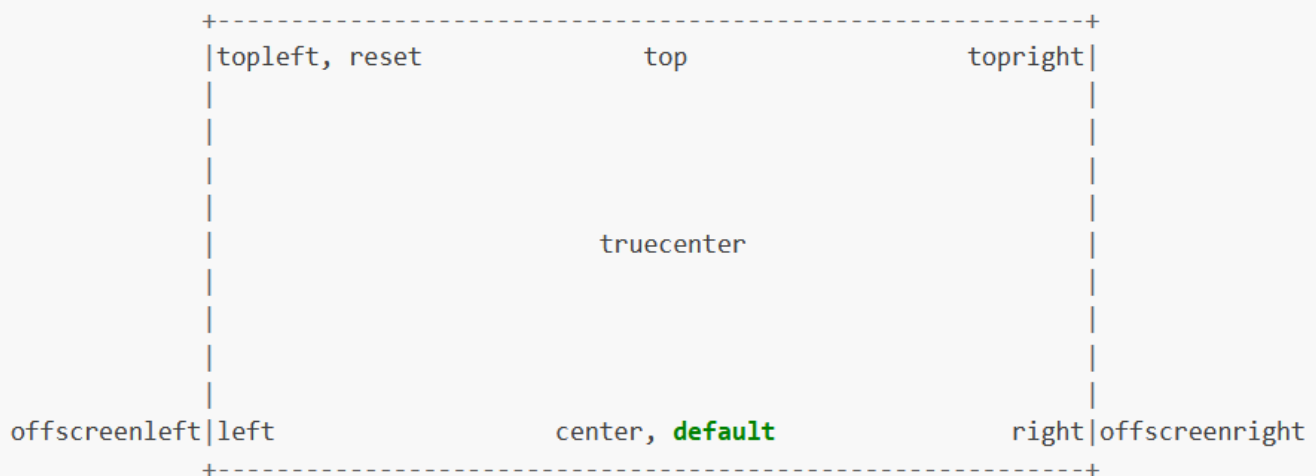 topleft, reset top topright
truecenter
offscreenleft left center, default right offscreenright